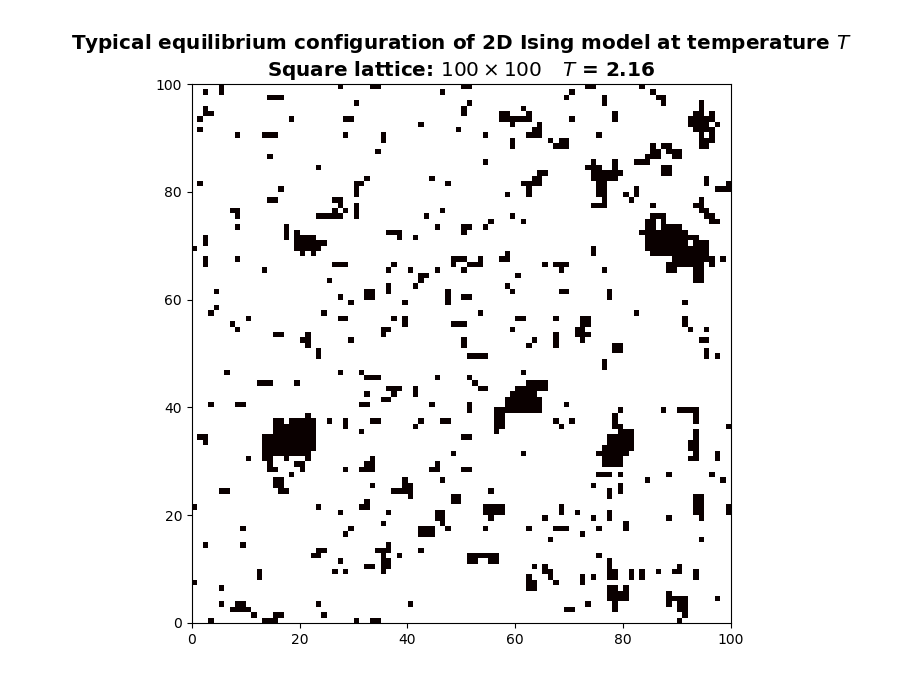 Typical equilibrium configuration of 2D Ising model at temperature T
Square lattice: 100 × 100 T = 2.16
100
80
60
40
20
0
0 20 40 60 80 100